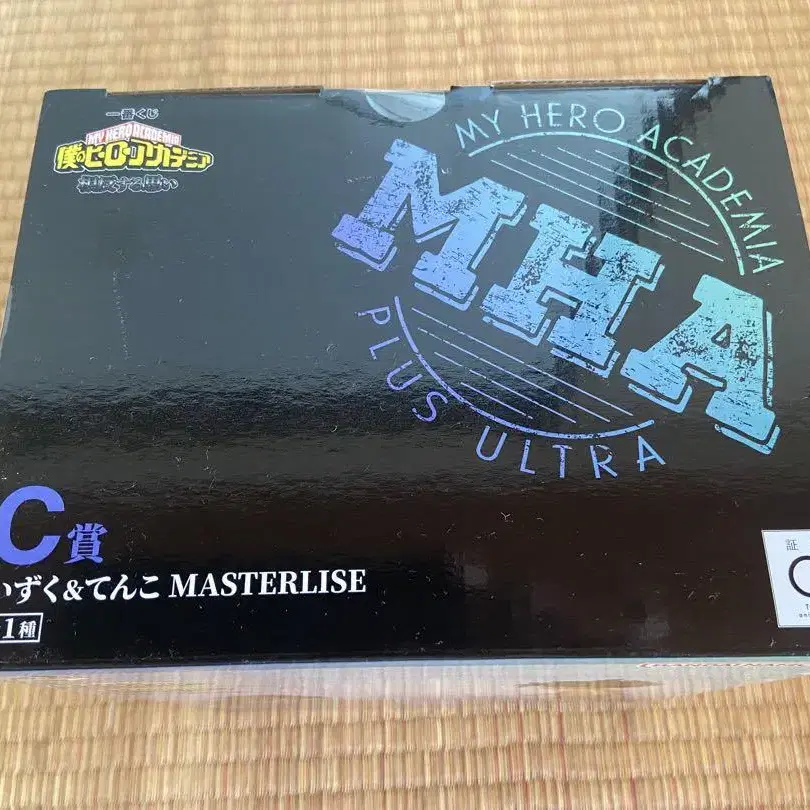 一番くじ
MY HERO ACADEMIA
僕のヒーローアカデミア
MY HERO ACADEMIA
MHA
PLUS ULTRA
C賞
いずく&てんこ MASTERLISE
1種
証